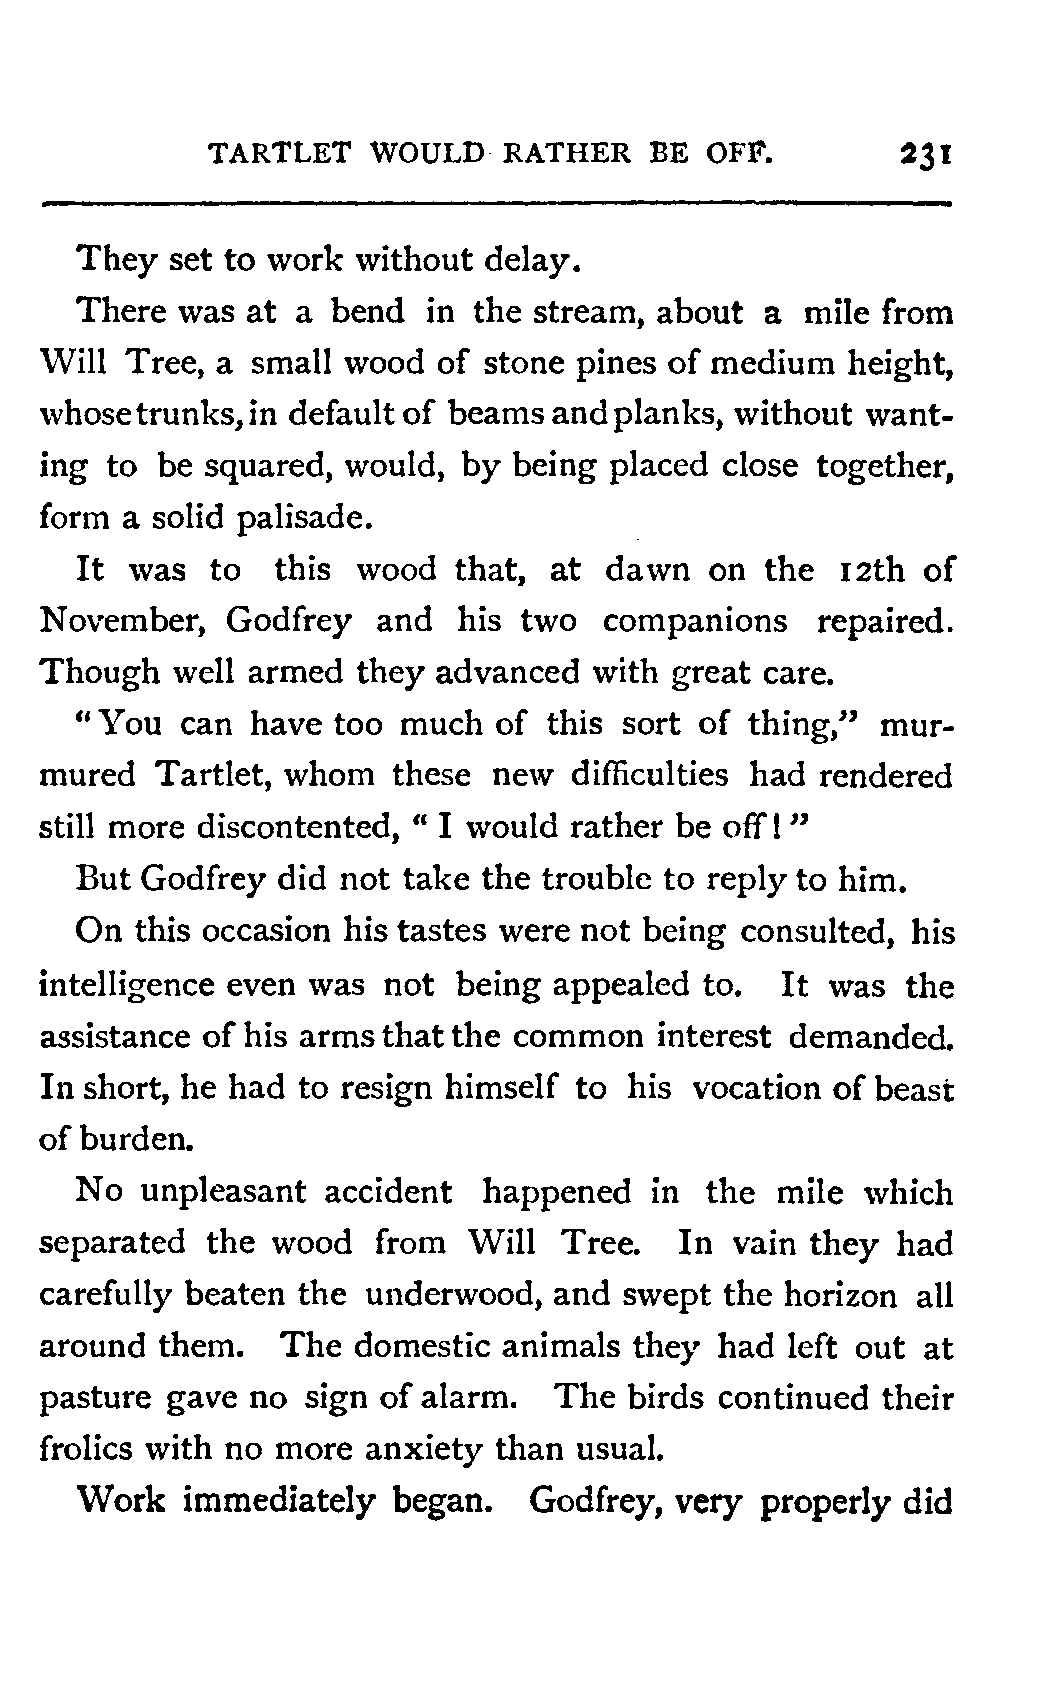 TARTLET WOULD RATHER BE OFF. 231
They set to work without delay.
There was at a bend in the stream, about a mile from
Will Tree, a small wood of stone pines of medium height,
whose trunks, in default of beams and planks, without want-
ing to be squared, would, by being placed close together,
form a solid palisade.
It was to this wood that, at dawn on the 12th of
November, Godfrey and his two companions repaired.
Though well armed they advanced with great care.
"You can have too much of this sort of thing," mur-
mured Tartlet, whom these new difficulties had rendered
still more discontented, "I would rather be off!"
But Godfrey did not take the trouble to reply to him.
On this occasion his tastes were not being consulted, his
intelligence even was not being appealed to. It was the
assistance of his arms that the common interest demanded.
In short, he had to resign himself to his vocation of beast
of burden.
No unpleasant accident happened in the mile which
separated the wood from Will Tree. In vain they had
carefully beaten the underwood, and swept the horizon all
around them. The domestic animals they had left out at
pasture gave no sign of alarm. The birds continued their
frolics with no more anxiety than usual.
Work immediately began. Godfrey, very properly did